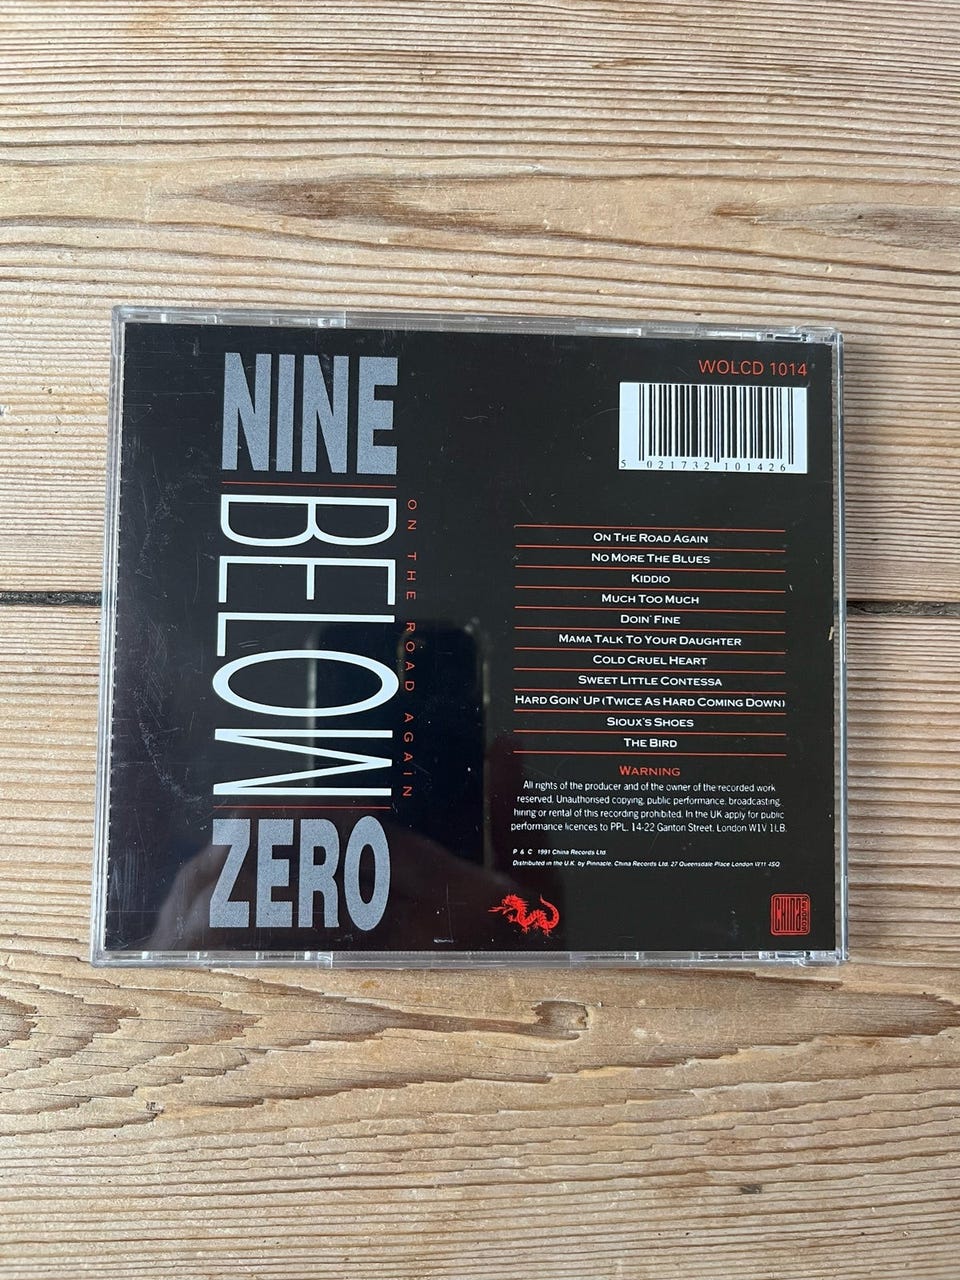 NINE
BELOW
ZERO
ON THE ROAD AGAIN
WOLCD 1014
5 021732 101426
ON THE ROAD AGAIN
NO MORE THE BLUES
KIDDIO
MUCH TOO MUCH
DOIN' FINE
MAMA TALK TO YOUR DAUGHTER
COLD CRUEL HEART
SWEET LITTLE CONTESSA
HARD GOIN' UP (TWICE AS HARD COMING DOWN)
SIOUX'S SHOES
THE BIRD
WARNING
All rights of the producer and of the owner of the recorded work
reserved. Unauthorised copying, public performance, broadcasting,
hiring or rental of this recording prohibited. In the UK apply for public
performance licences to PPL, 14-22 Ganton Street, London W1V 1LB.
P & C 1991 China Records Ltd
Distributed in the U.K. by Pinnacle. China Records Ltd. 27 Queensdale Place London W11 4SQ
CHINA